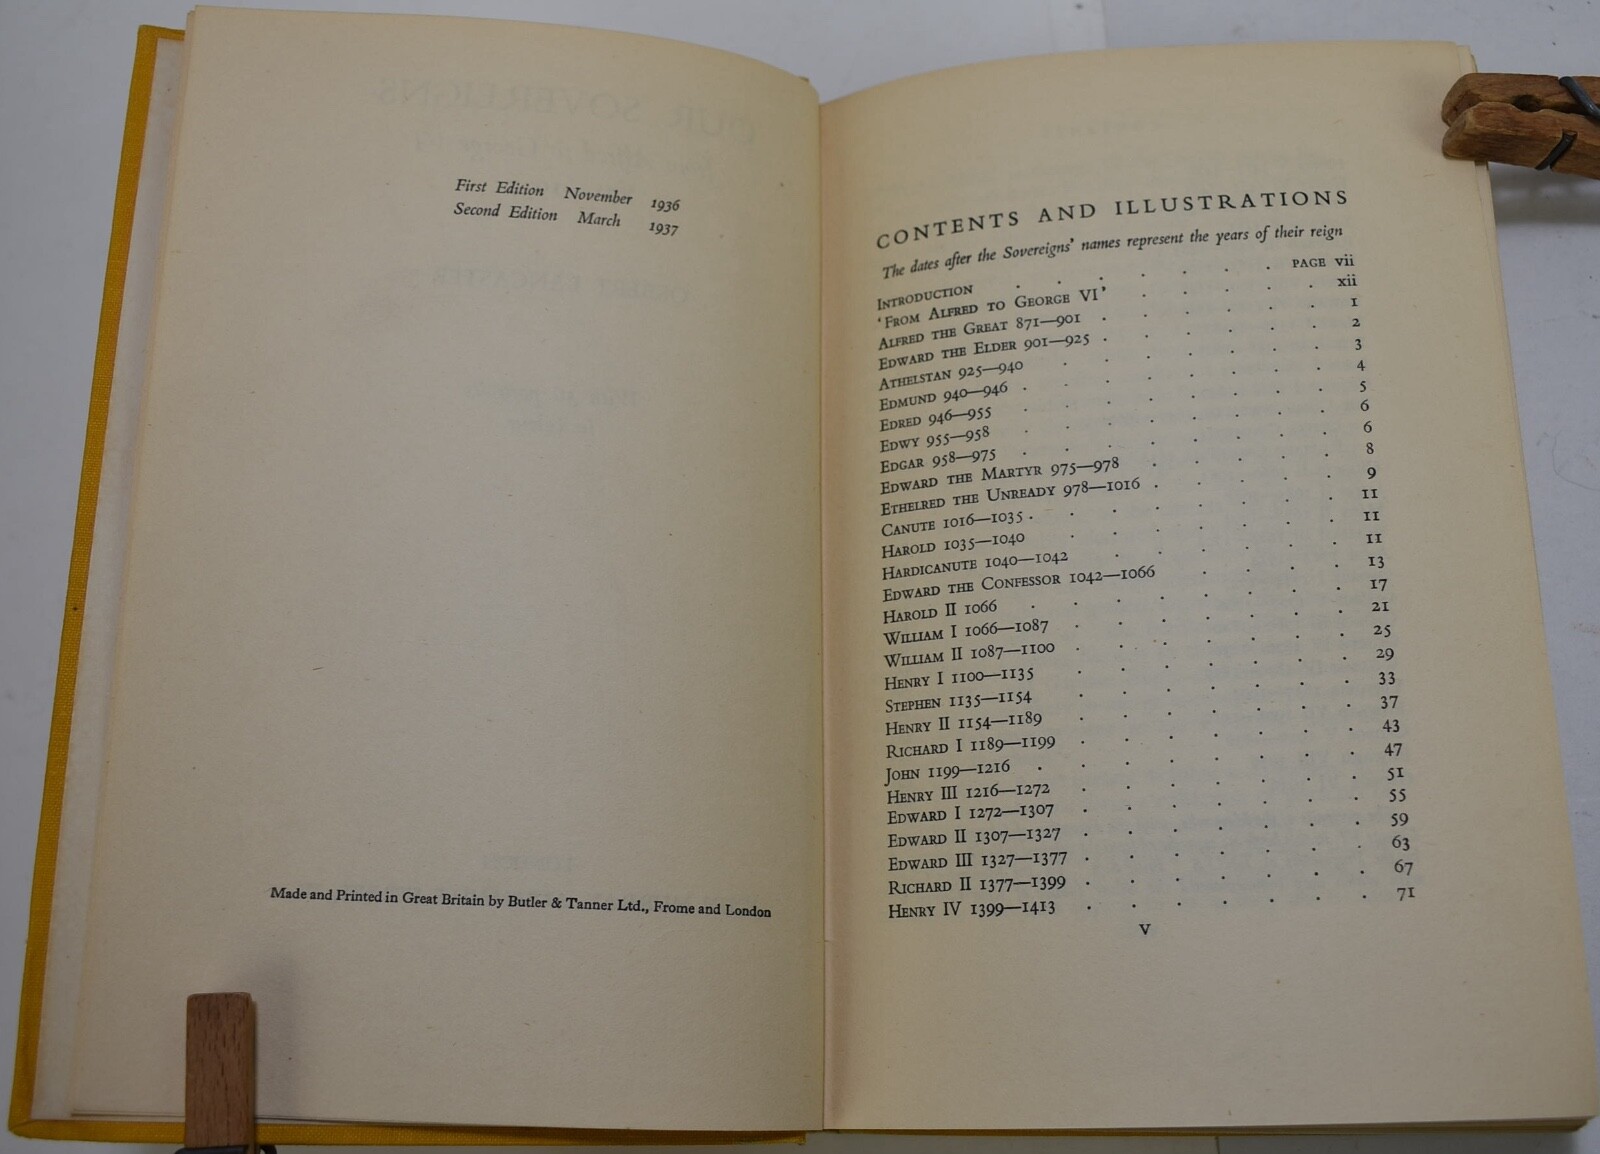 First Edition November 1936
Second Edition March 1937
Made and Printed in Great Britain by Butler & Tanner Ltd., Frome and London
CONTENTS AND ILLUSTRATIONS
The dates after the Sovereigns' names represent the years of their reign
INTRODUCTION . . . . . . . PAGE vii
'FROM ALFRED TO GEORGE VI' . . . . . xii
ALFRED THE GREAT 871—901 . . . . . 1
EDWARD THE ELDER 901—925 . . . . . 2
ATHELSTAN 925—940 . . . . . . 3
EDMUND 940—946 . . . . . . . 4
EDRED 946—955 . . . . . . . 5
EDWY 955—958 . . . . . . . 6
EDGAR 958—975 . . . . . . . 6
EDWARD THE MARTYR 975—978 . . . . . 8
ETHELRED THE UNREADY 978—1016 . . . . . 9
CANUTE 1016—1035 . . . . . . . 11
HAROLD 1035—1040 . . . . . . 11
HARDICANUTE 1040—1042 . . . . . 11
EDWARD THE CONFESSOR 1042—1066 . . . . 13
HAROLD II 1066 . . . . . . . 17
WILLIAM I 1066—1087 . . . . . . 21
WILLIAM II 1087—1100 . . . . . . 25
HENRY I 1100—1135 . . . . . . 29
STEPHEN 1135—1154 . . . . . . 33
HENRY II 1154—1189 . . . . . . 37
RICHARD I 1189—1199 . . . . . . 43
JOHN 1199—1216 . . . . . . . 47
HENRY III 1216—1272 . . . . . . 51
EDWARD I 1272—1307 . . . . . . 55
EDWARD II 1307—1327 . . . . . . 59
EDWARD III 1327—1377 . . . . . . 63
RICHARD II 1377—1399 . . . . . . 67
HENRY IV 1399—1413 . . . . . . 71
v